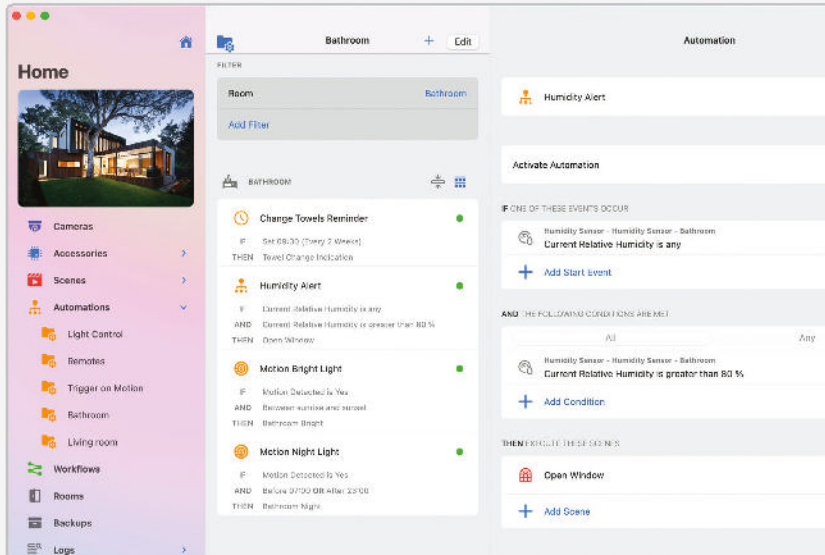 Home
Cameras
Accessories
Scenes
Automations
Light Control
Remotes
Trigger on Motion
Bathroom
Living room
Workflows
Rooms
Backups
Logs
Bathroom
+ Edit
FILTER
Room Bathroom
Add Filter
BATHROOM
Change Towels Reminder
IF Sat 09:00 (Every 2 Weeks)
THEN Towel Change Indication
Humidity Alert
IF Current Relative Humidity is any
AND Current Relative Humidity is greater than 80 %
THEN Open Window
Motion Bright Light
IF Motion Detected is Yes
AND Between sunrise and sunset
THEN Bathroom Bright
Motion Night Light
IF Motion Detected is Yes
AND Before 07:00 OR After 23:00
THEN Bathroom Night
Automation
Humidity Alert
Activate Automation
IF ONE OF THESE EVENTS OCCUR
Humidity Sensor - Humidity Sensor - Bathroom
Current Relative Humidity is any
+ Add Start Event
AND THE FOLLOWING CONDITIONS ARE MET
All Any
Humidity Sensor - Humidity Sensor - Bathroom
Current Relative Humidity is greater than 80 %
+ Add Condition
THEN EXECUTE THESE SCENES
Open Window
+ Add Scene